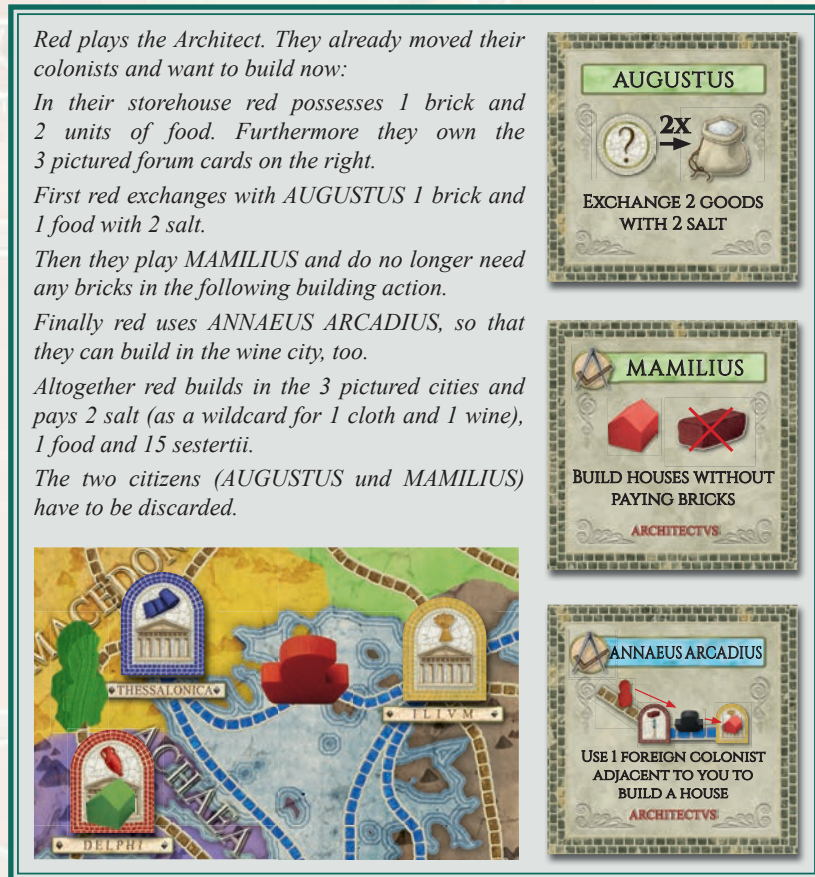 Red plays the Architect. They already moved their
colonists and want to build now:
In their storehouse red possesses 1 brick and
2 units of food. Furthermore they own the
3 pictured forum cards on the right.
First red exchanges with AUGUSTUS 1 brick and
1 food with 2 salt.
Then they play MAMILIUS and do no longer need
any bricks in the following building action.
Finally red uses ANNAEUS ARCADIUS, so that
they can build in the wine city, too.
Altogether red builds in the 3 pictured cities and
pays 2 salt (as a wildcard for 1 cloth and 1 wine),
1 food and 15 sestertii.
The two citizens (AUGUSTUS und MAMILIUS)
have to be discarded.
MACEDON
THESSALONICA
ILIVM
ACHAEA
DELPHI
AUGUSTUS
?
2X
EXCHANGE 2 GOODS
WITH 2 SALT
MAMILIUS
BUILD HOUSES WITHOUT
PAYING BRICKS
ARCHITECTVS
ANNAEUS ARCADIUS
USE 1 FOREIGN COLONIST
ADJACENT TO YOU TO
BUILD A HOUSE
ARCHITECTVS